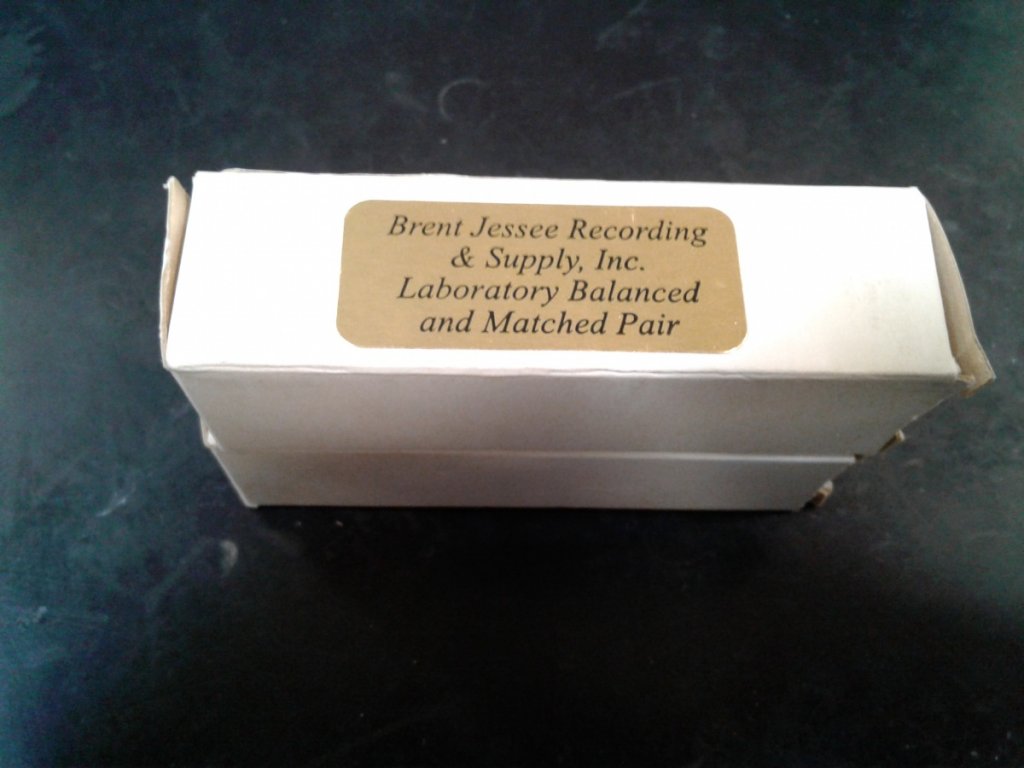 Brent Jessee Recording
& Supply, Inc.
Laboratory Balanced
and Matched Pair